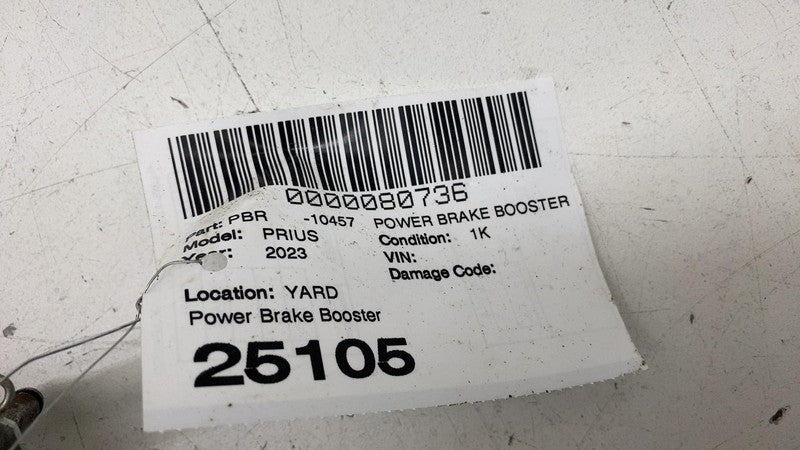 0000080736
Part: PBR -10457 POWER BRAKE BOOSTER
Model: PRIUS Condition: 1K
Year: 2023 VIN:
Damage Code:
Location: YARD
Power Brake Booster
25105